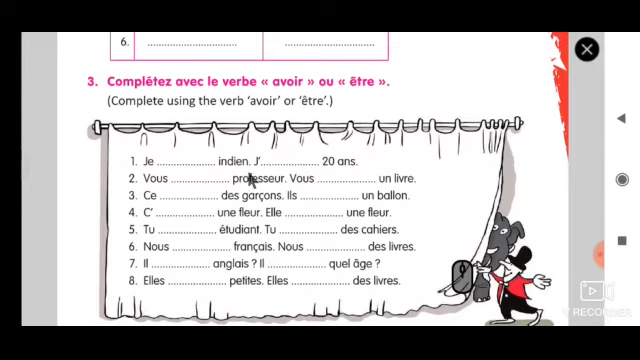 6. .............................. ..............................
3. Complétez avec le verbe « avoir » ou « être ».
(Complete using the verb ‘avoir’ or ‘être’.)
1. Je .................... indien. J’.................... 20 ans.
2. Vous .................... professeur. Vous .................... un livre.
3. Ce .................... des garçons. Ils .................... un ballon.
4. C’ .................... une fleur. Elle .................... une fleur.
5. Tu .................... étudiant. Tu .................... des cahiers.
6. Nous .................... français. Nous .................... des livres.
7. Il .................... anglais ? Il .................... quel âge ?
8. Elles .................... petites. Elles .................... des livres.
V RECORDER